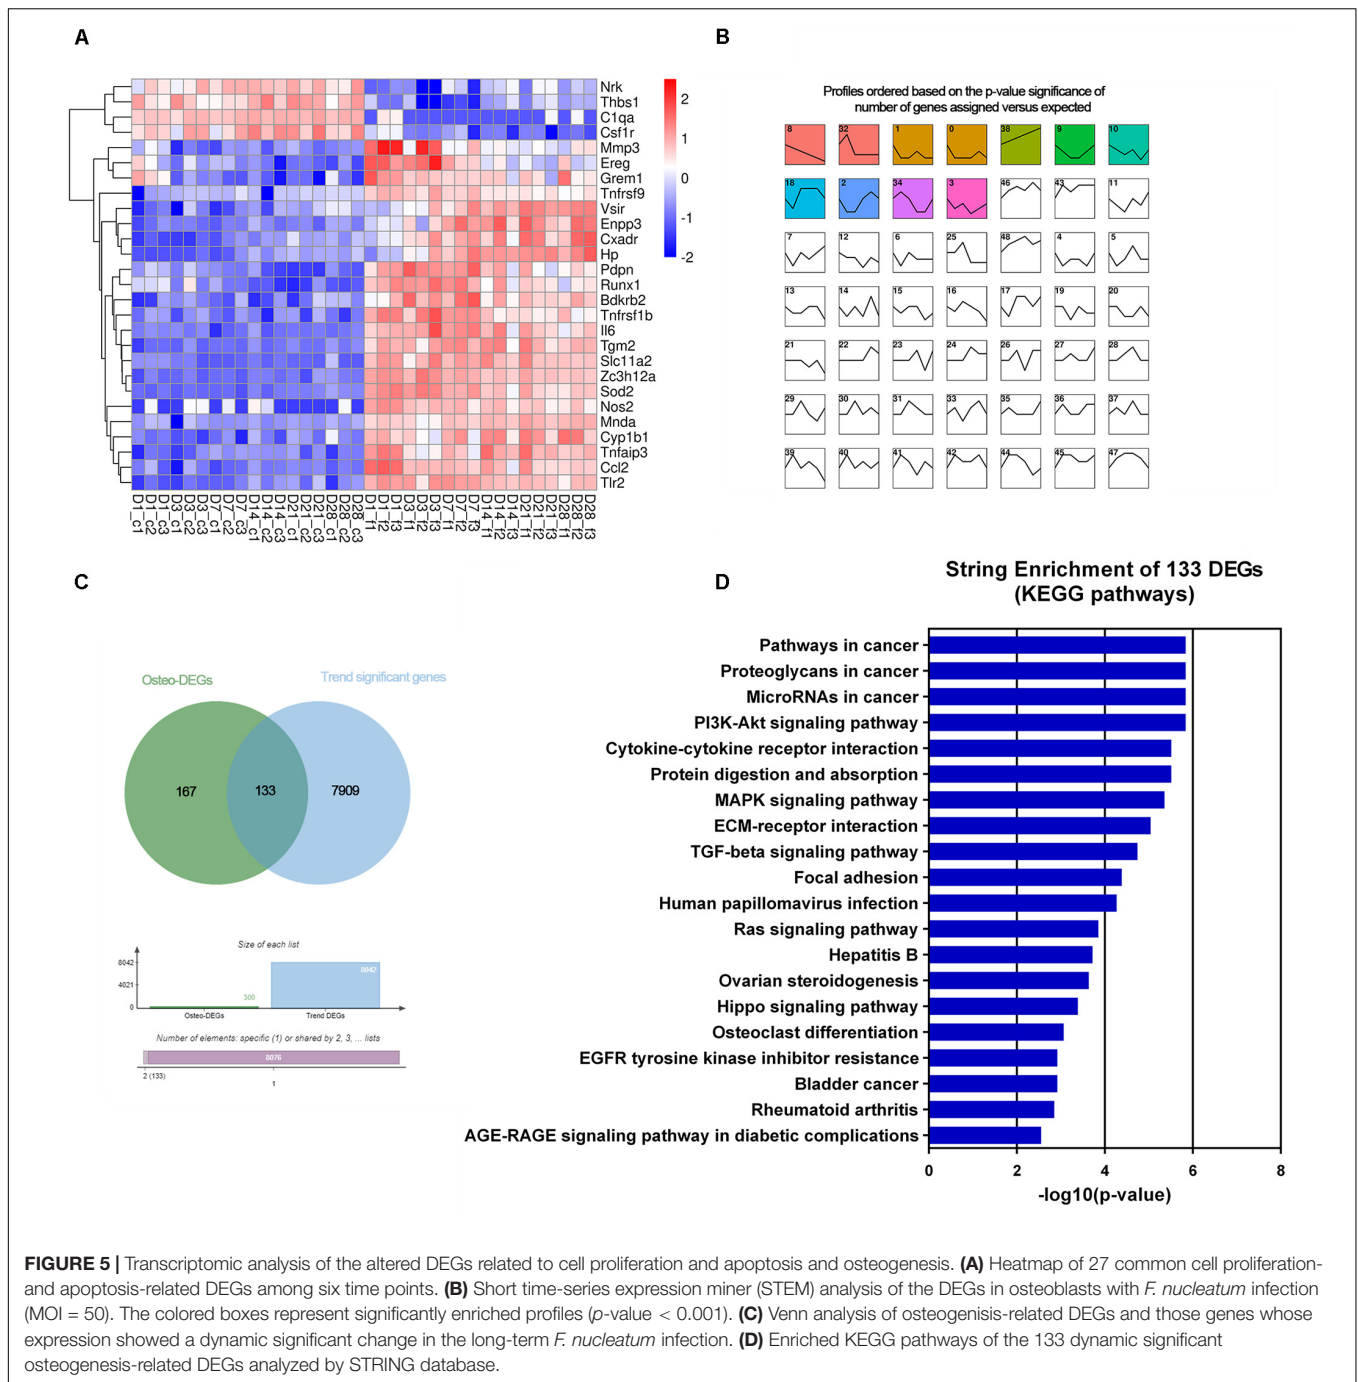 A
Nrk
Thbs1
C1qa
Csf1r
Mmp3
Ereg
Grem1
Tnfrsf9
Vsir
Enpp3
Cxadr
Hp
Pdpn
Runx1
Bdkrb2
Tnfrsf1b
Il6
Tgm2
Slc11a2
Zc3h12a
Sod2
Nos2
Mnda
Cyp1b1
Tnfaip3
Ccl2
Tlr2
2
1
0
-1
-2
D1_c1
D1_c2
D1_c3
D3_c1
D3_c2
D3_c3
D7_c1
D7_c2
D7_c3
D14_c1
D14_c2
D14_c3
D21_c1
D21_c2
D21_c3
D28_c1
D28_c2
D28_c3
D1_f1
D1_f2
D1_f3
D3_f1
D3_f2
D3_f3
D7_f1
D7_f2
D7_f3
D14_f1
D14_f2
D14_f3
D21_f1
D21_f2
D21_f3
D28_f1
D28_f2
D28_f3
B
Profiles ordered based on the p-value significance of
number of genes assigned versus expected
8 32 1 0 38 9 10
18 2 34 3 46 43 11
7 12 6 25 48 4 5
13 14 15 16 17 19 20
21 22 23 24 26 27 28
29 30 31 33 35 36 37
39 40 41 42 44 45 47
C
Osteo-DEGs
Trend significant genes
167 133 7909
Size of each list
8042
4021
0
300
8042
Osteo-DEGs
Trend DEGs
Number of elements: specific (1) or shared by 2, 3, ... lists
8076
2 (133)
1
D
String Enrichment of 133 DEGs
(KEGG pathways)
Pathways in cancer
Proteoglycans in cancer
MicroRNAs in cancer
PI3K-Akt signaling pathway
Cytokine-cytokine receptor interaction
Protein digestion and absorption
MAPK signaling pathway
ECM-receptor interaction
TGF-beta signaling pathway
Focal adhesion
Human papillomavirus infection
Ras signaling pathway
Hepatitis B
Ovarian steroidogenesis
Hippo signaling pathway
Osteoclast differentiation
EGFR tyrosine kinase inhibitor resistance
Bladder cancer
Rheumatoid arthritis
AGE-RAGE signaling pathway in diabetic complications
0 2 4 6 8
-log10(p-value)
FIGURE 5 | Transcriptomic analysis of the altered DEGs related to cell proliferation and apoptosis and osteogenesis. (A) Heatmap of 27 common cell proliferation-
and apoptosis-related DEGs among six time points. (B) Short time-series expression miner (STEM) analysis of the DEGs in osteoblasts with F. nucleatum infection
(MOI = 50). The colored boxes represent significantly enriched profiles (p-value < 0.001). (C) Venn analysis of osteogenisis-related DEGs and those genes whose
expression showed a dynamic significant change in the long-term F. nucleatum infection. (D) Enriched KEGG pathways of the 133 dynamic significant
osteogenesis-related DEGs analyzed by STRING database.